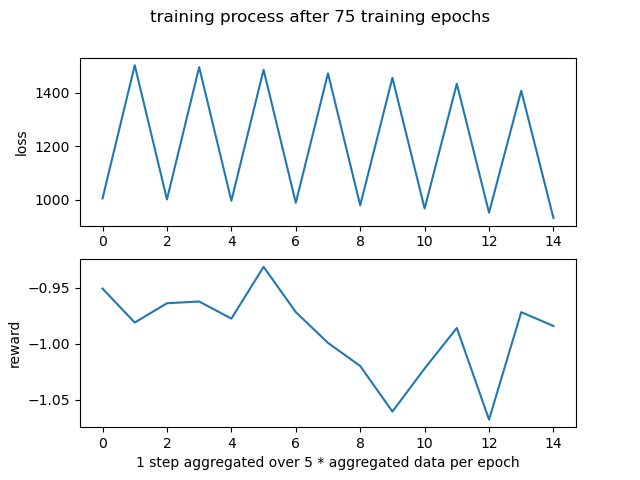 training process after 75 training epochs
loss
1400
1200
1000
0 2 4 6 8 10 12 14
reward
−0.95
−1.00
−1.05
0 2 4 6 8 10 12 14
1 step aggregated over 5 * aggregated data per epoch